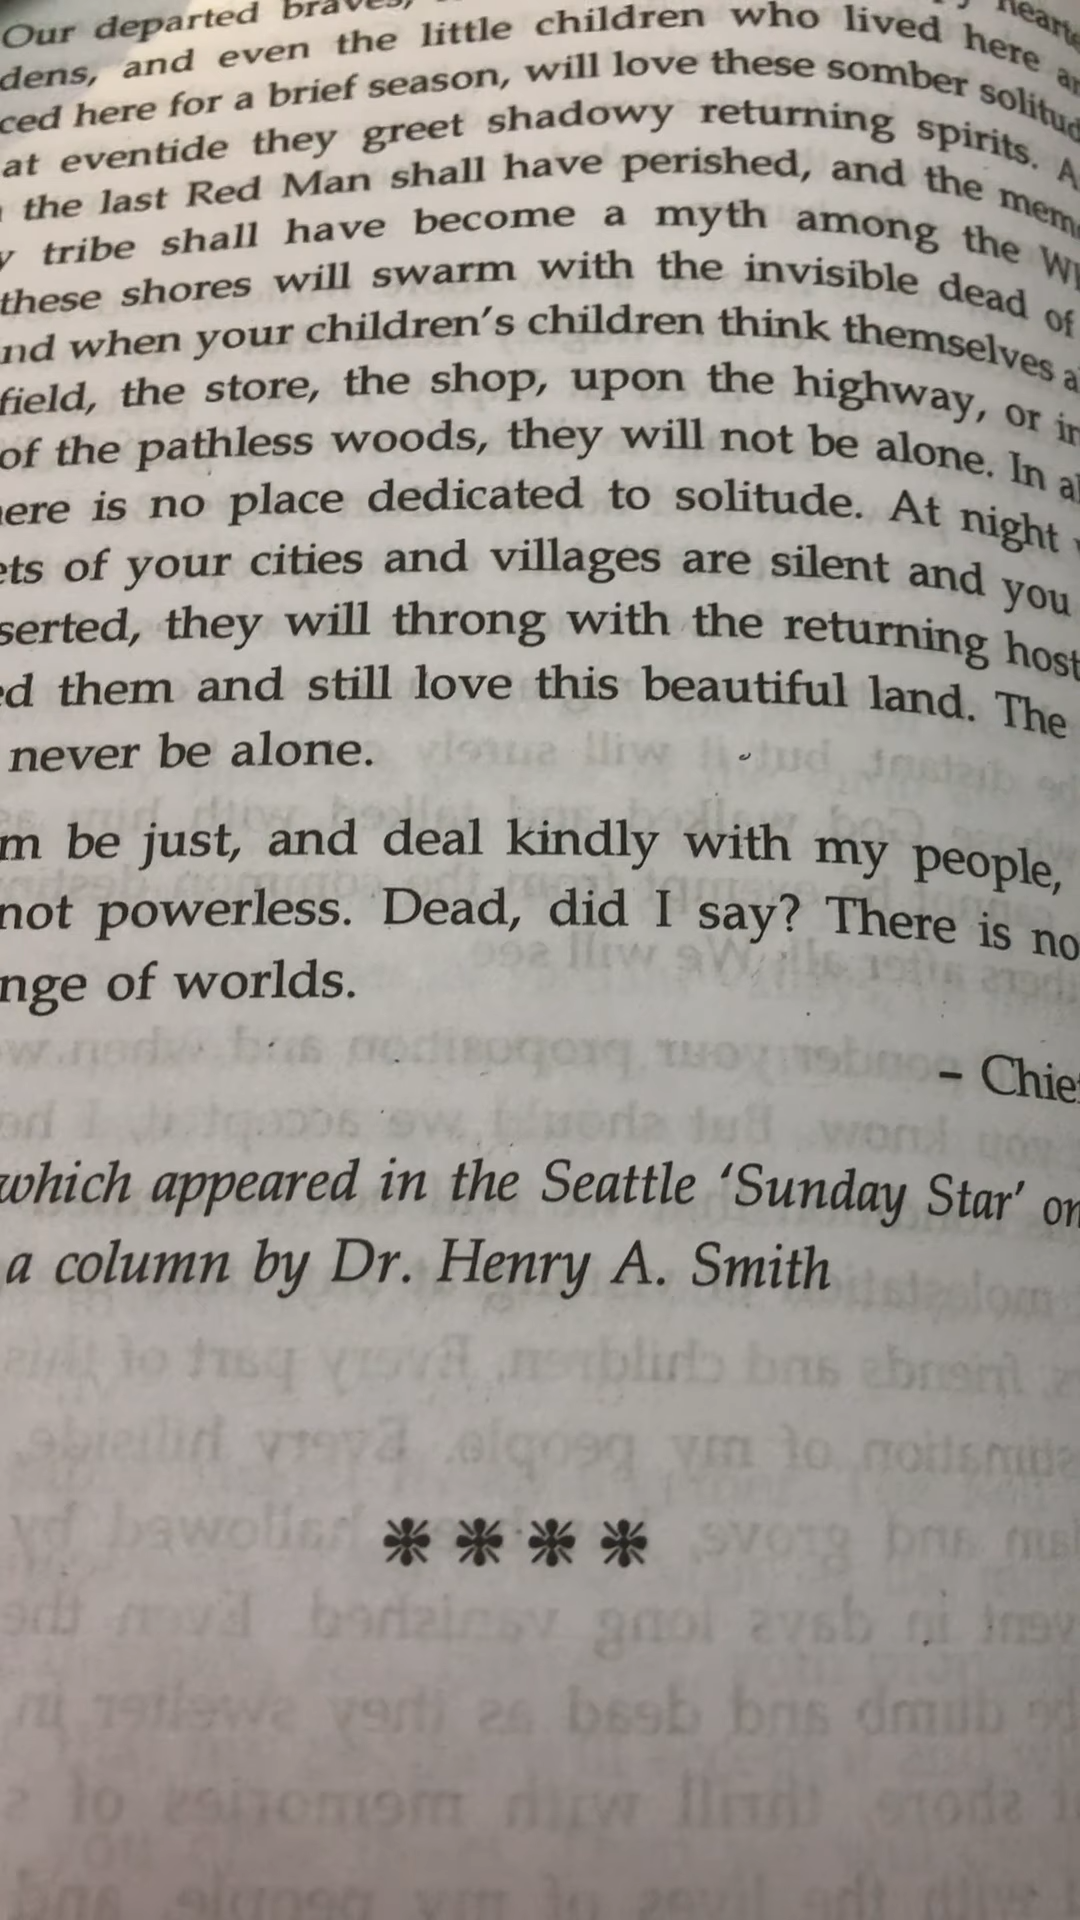 Our departed braves,
dens, and even the little children who lived here
ced here for a brief season, will love these somber solitud
at eventide they greet shadowy returning spirits. A
the last Red Man shall have perished, and the mem
y tribe shall have become a myth among the Wh
these shores will swarm with the invisible dead of
nd when your children's children think themselves a
field, the store, the shop, upon the highway, or in
of the pathless woods, they will not be alone. In al
ere is no place dedicated to solitude. At night
ets of your cities and villages are silent and you
serted, they will throng with the returning host
ed them and still love this beautiful land. The
never be alone.
m be just, and deal kindly with my people,
not powerless. Dead, did I say? There is no
nge of worlds.
– Chief
which appeared in the Seattle ‘Sunday Star’ on
a column by Dr. Henry A. Smith